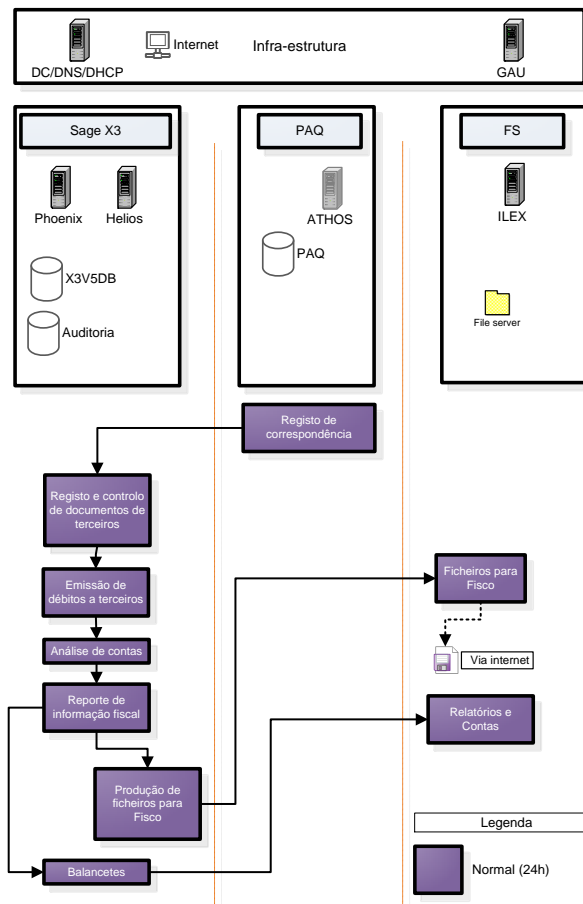 Internet
Infra-estrutura
DC/DNS/DHCP
GAU
Sage X3
PAQ
FS
Phoenix
Helios
ATHOS
ILEX
X3V5DB
PAQ
Auditoria
File server
Registo de
correspondência
Registo e controlo
de documentos de
terceiros
Emissão de
débitos a terceiros
Ficheiros para
Fisco
Análise de contas
Via internet
Reporte de
informação fiscal
Relatórios e
Contas
Produção de
ficheiros para
Fisco
Legenda
Balancetes
Normal (24h)